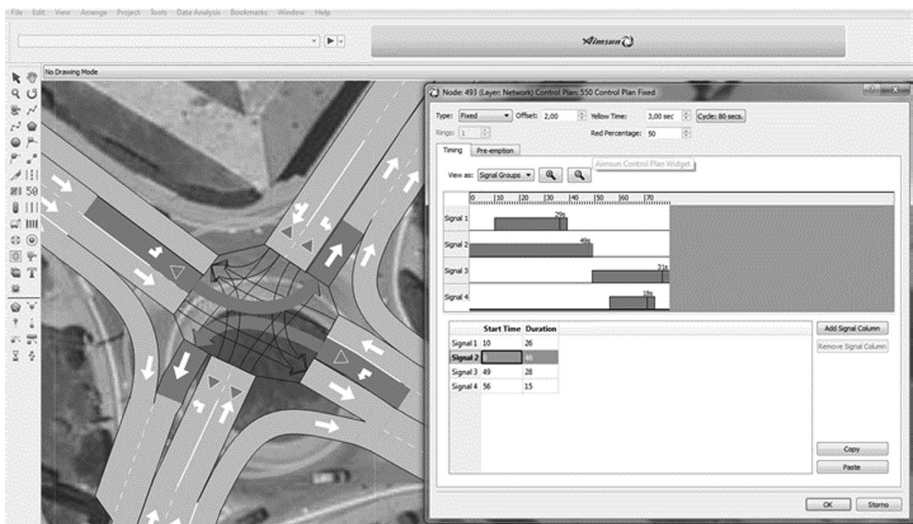 File Edit View Arrange Project Tools Data Analysis Bookmarks Window Help
Aimsun
No Drawing Mode
50
Node: 493 (Layer: Network) Control Plan: 550 Control Plan Fixed
Type: Fixed Offset: 2,00 Yellow Time: 3,00 sec Cycle: 80 secs.
Rings: 1 Red Percentage: 50
Timing Pre-emption
Aimsun Control Plan Widget
View as: Signal Groups
0 10 20 30 40 50 60 70
Signal 1 29s
Signal 2 49s
Signal 3 31s
Signal 4 18s
Start Time Duration
Signal 1 10 26
Signal 2 46
Signal 3 49 28
Signal 4 56 15
Add Signal Column
Remove Signal Column
Copy
Paste
OK Storno